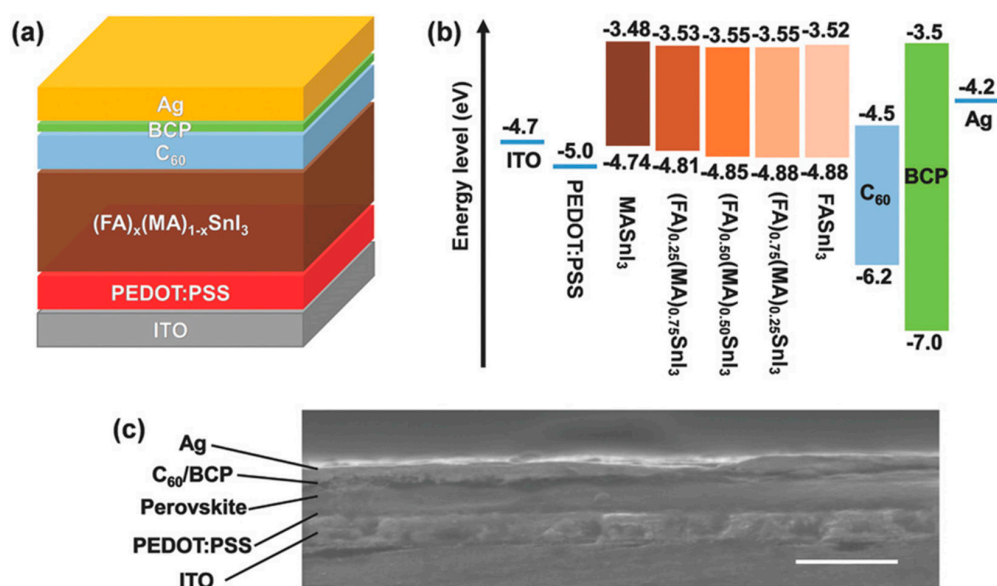 (a)
Ag
BCP
C₆₀
(FA)ₓ(MA)₁₋ₓSnI₃
PEDOT:PSS
ITO
(b)
Energy level (eV)
-4.7
ITO
-5.0
PEDOT:PSS
-3.48
-4.74
MASnI₃
-3.53
-4.81
(FA)₀.₂₅(MA)₀.₇₅SnI₃
-3.55
-4.85
(FA)₀.₅₀(MA)₀.₅₀SnI₃
-3.55
-4.88
(FA)₀.₇₅(MA)₀.₂₅SnI₃
-3.52
-4.88
FASnI₃
-4.5
C₆₀
-6.2
-3.5
BCP
-7.0
-4.2
Ag
(c)
Ag
C₆₀/BCP
Perovskite
PEDOT:PSS
ITO